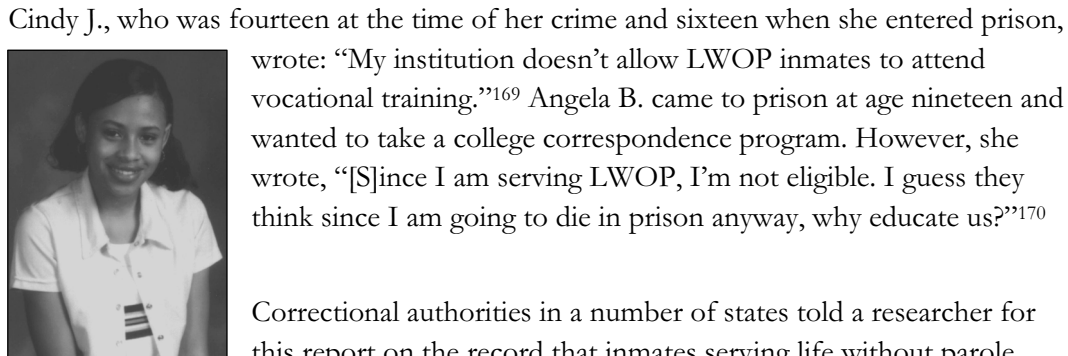 Cindy J., who was fourteen at the time of her crime and sixteen when she entered prison,
wrote: “My institution doesn’t allow LWOP inmates to attend
vocational training.”169 Angela B. came to prison at age nineteen and
wanted to take a college correspondence program. However, she
wrote, “[S]ince I am serving LWOP, I’m not eligible. I guess they
think since I am going to die in prison anyway, why educate us?”170
Correctional authorities in a number of states told a researcher for
this report on the record that inmates serving life without parole